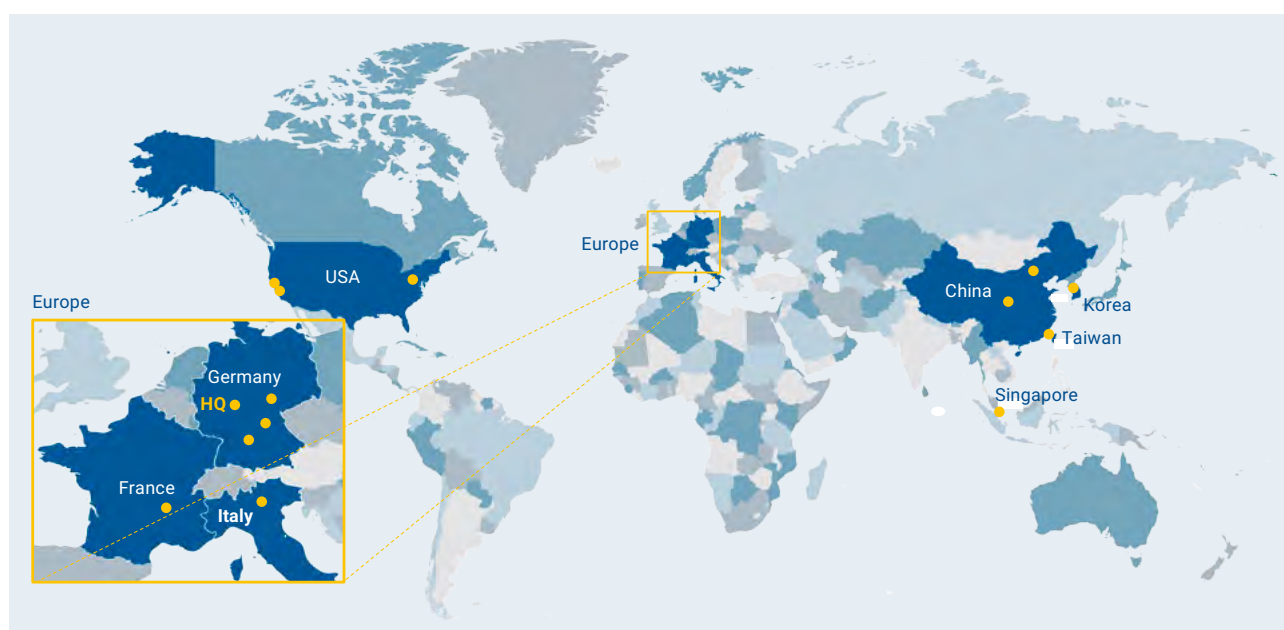 Europe
USA
China
Korea
Taiwan
Singapore
Europe
Germany
HQ
France
Italy